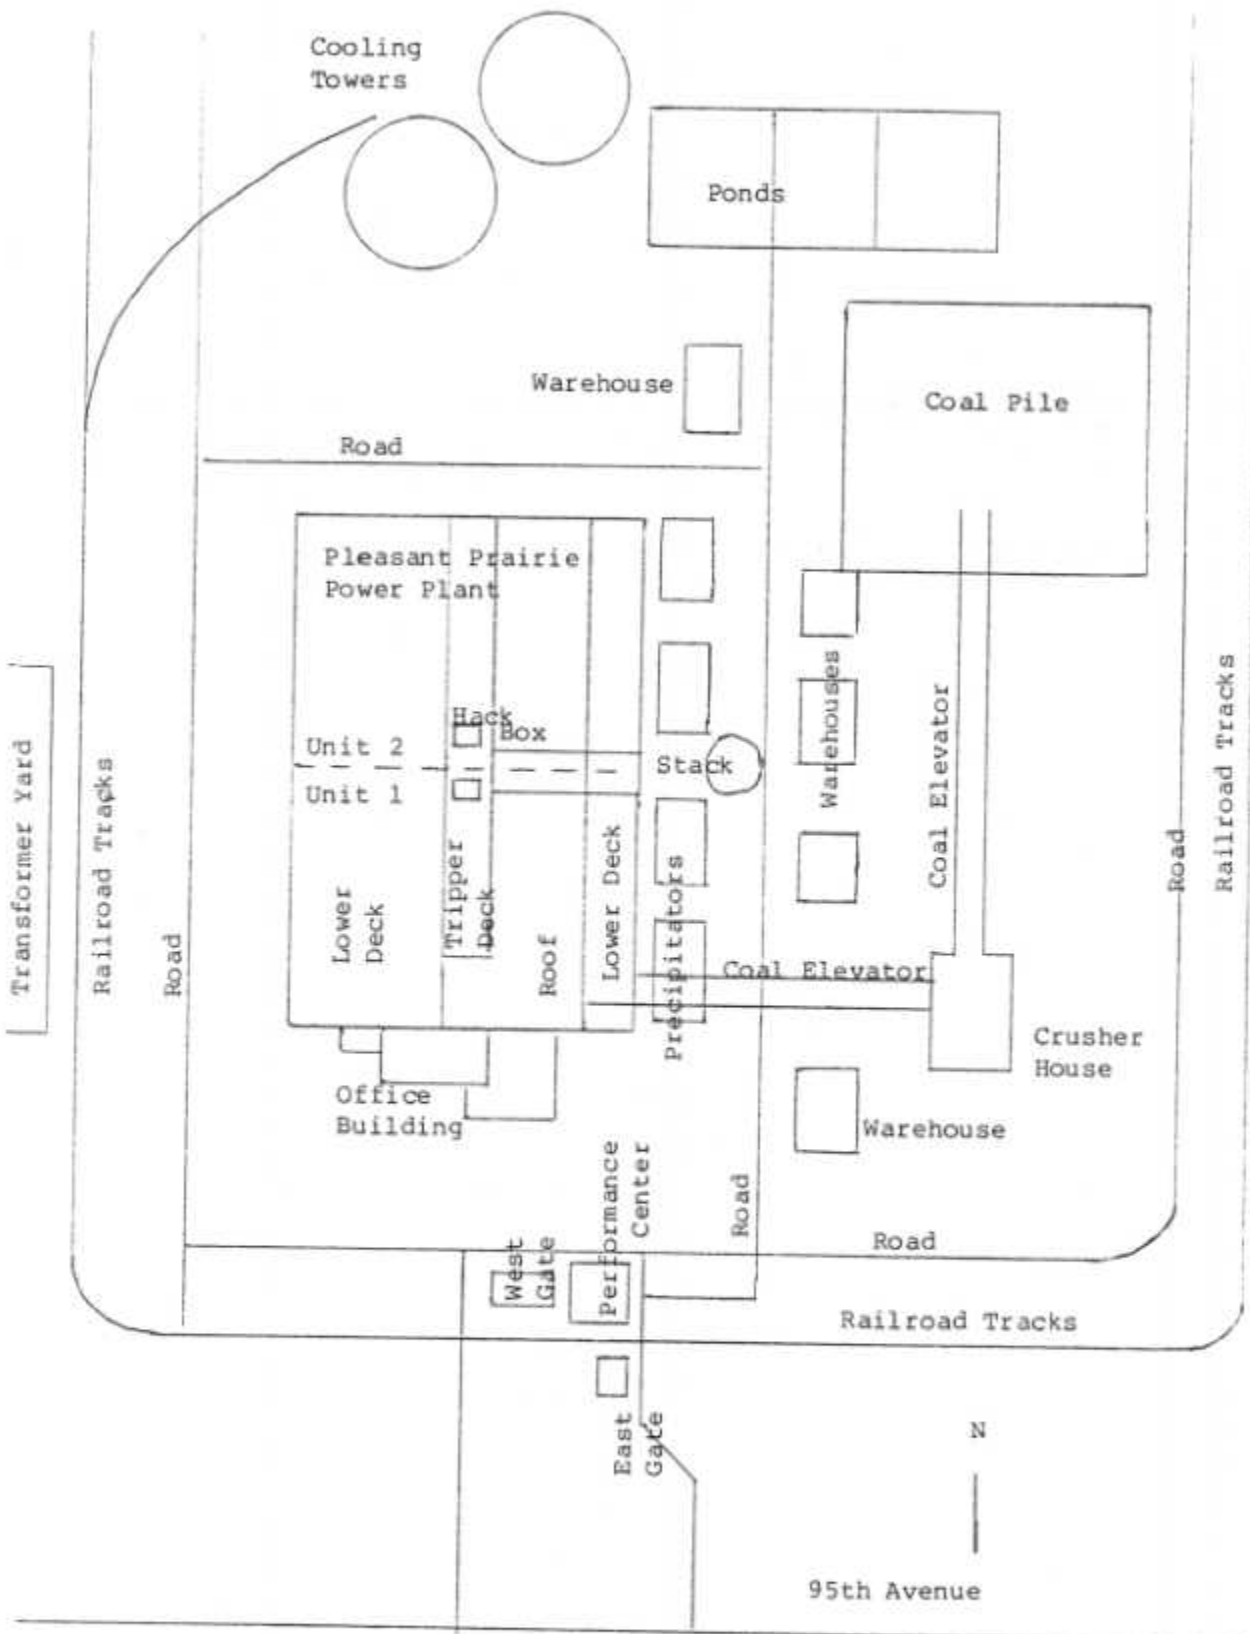 Cooling
Towers
Ponds
Warehouse
Coal Pile
Road
Pleasant Prairie
Power Plant
Hack
Box
Unit 2
Unit 1
Stack
Warehouses
Coal Elevator
Road
Railroad Tracks
Transformer Yard
Railroad Tracks
Road
Lower
Deck
Tripper
Deck
Roof
Lower Deck
Precipitators
Coal Elevator
Crusher
House
Office
Building
Warehouse
Performance
Center
Road
Road
West
Gate
Railroad Tracks
East
Gate
N
95th Avenue